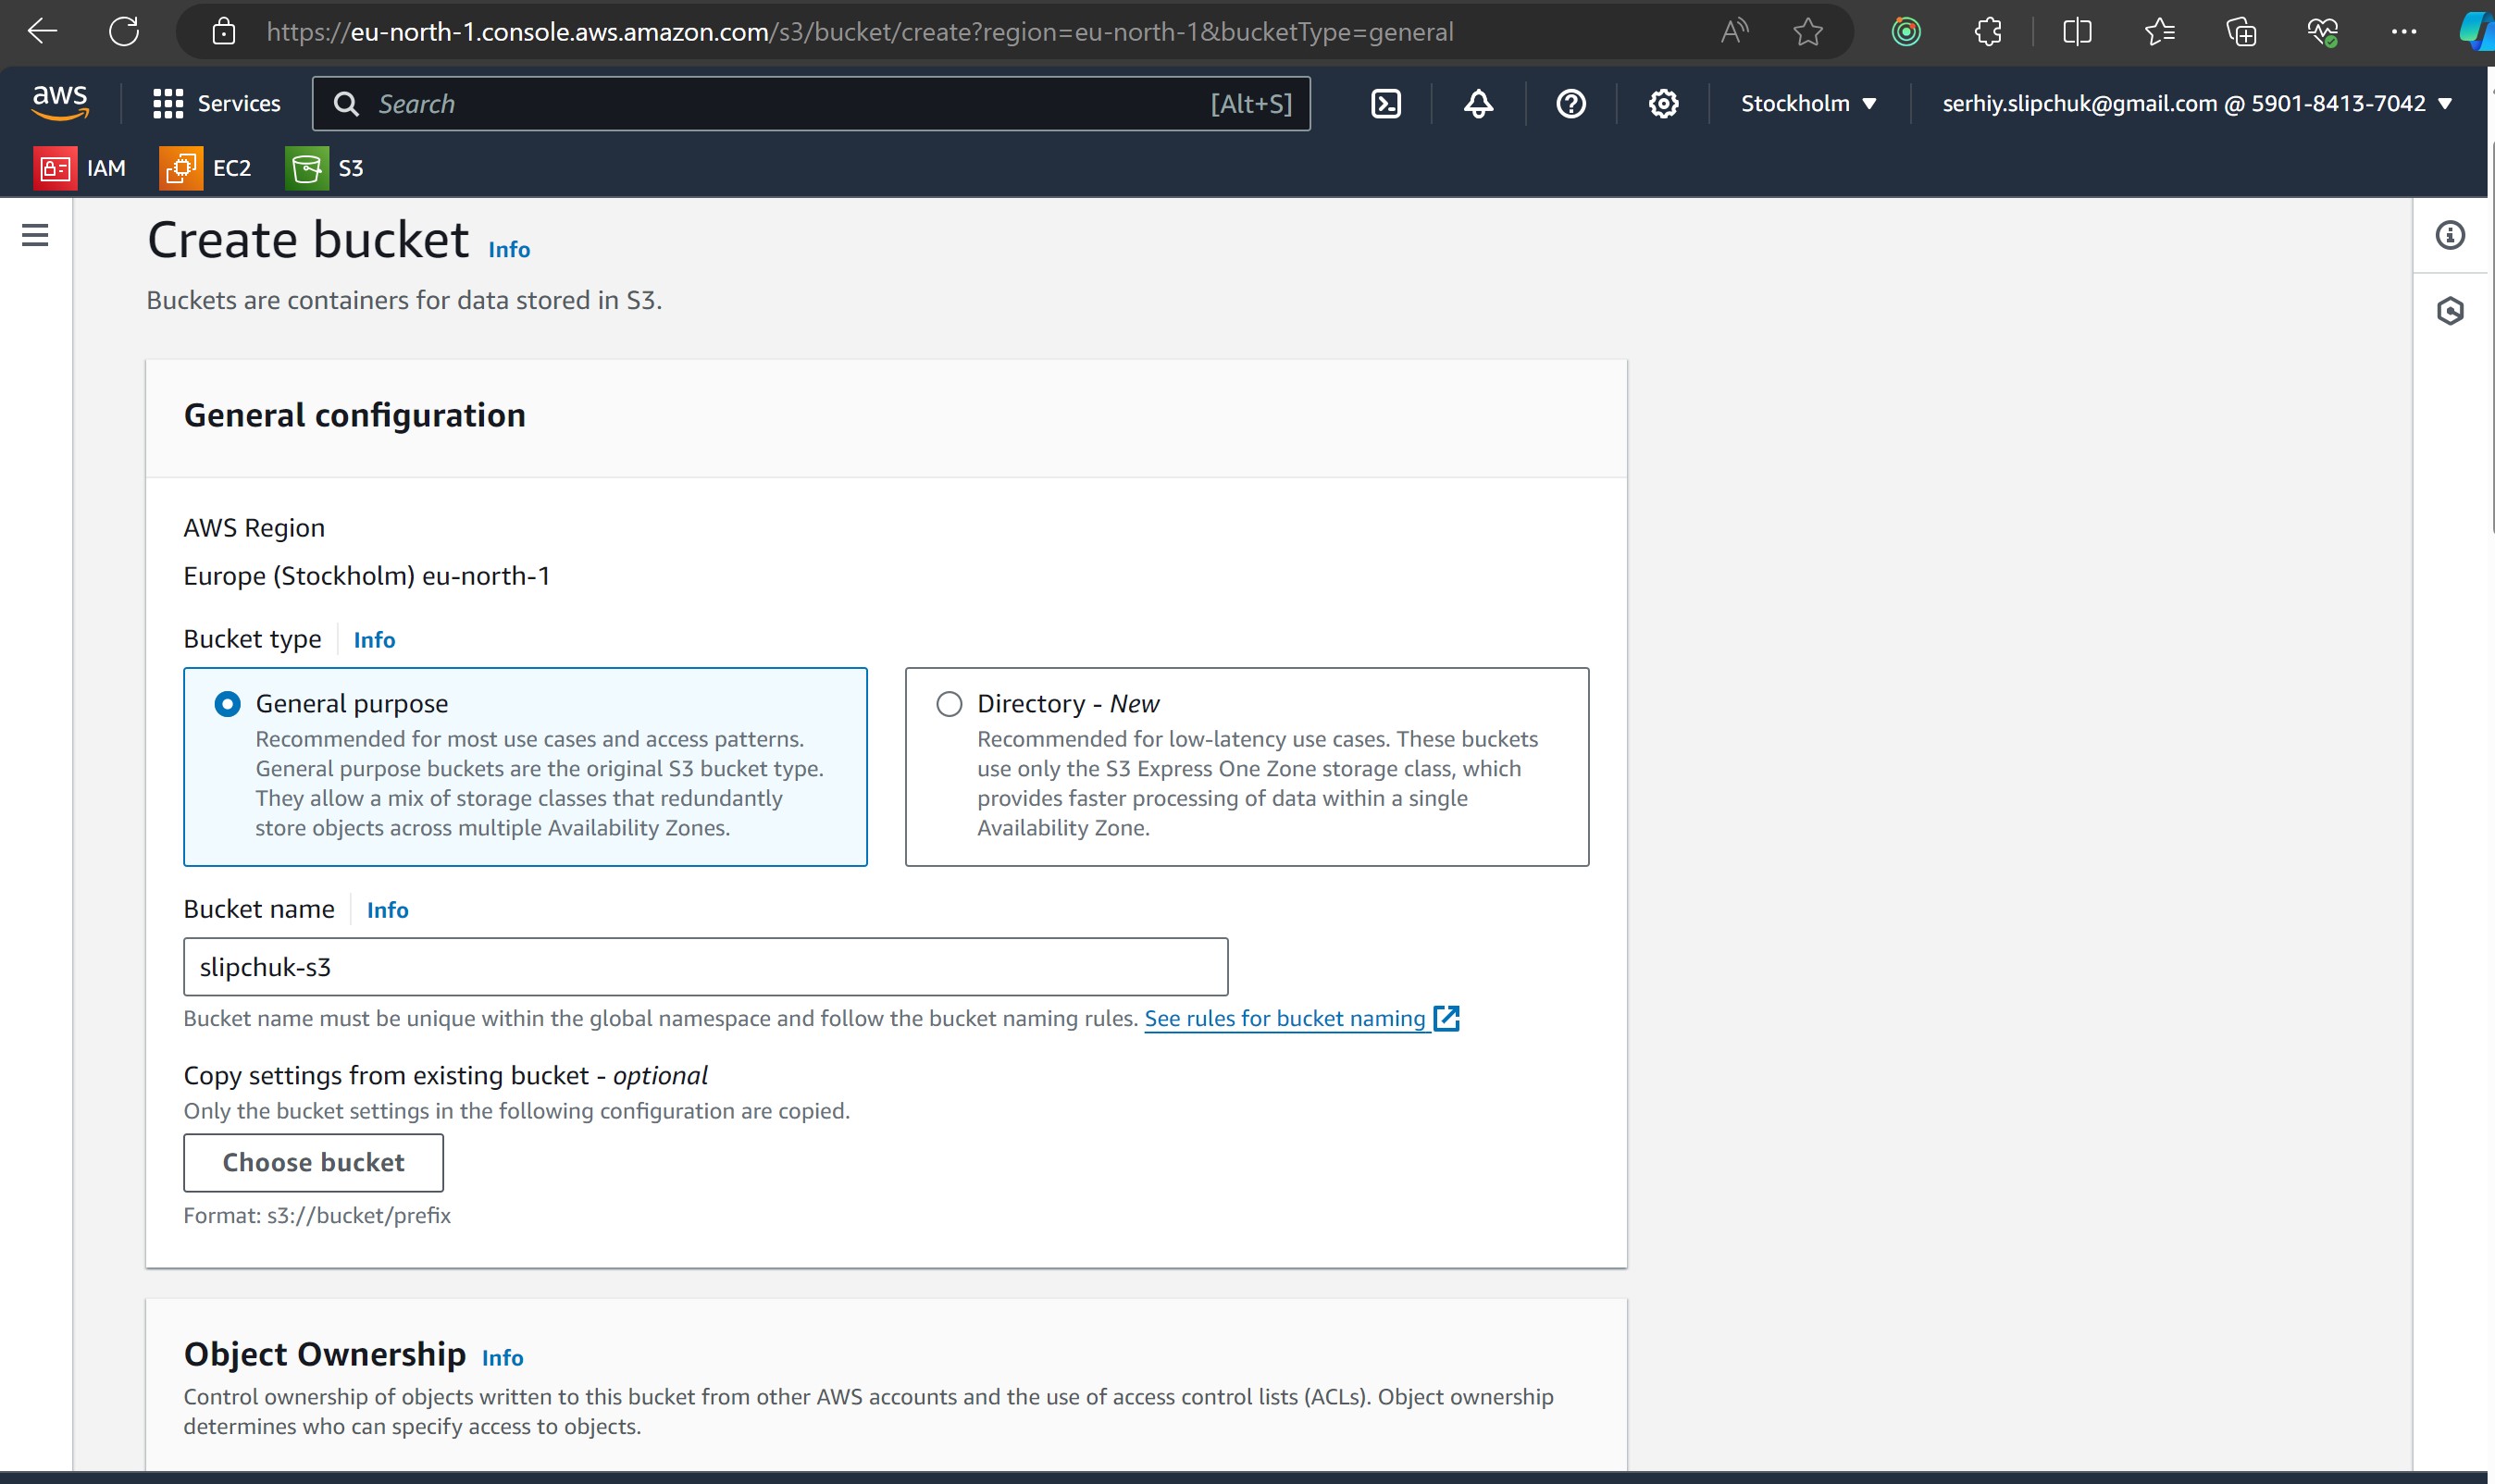 https://eu-north-1.console.aws.amazon.com/s3/bucket/create?region=eu-north-1&bucketType=general
aws
Services
Search
[Alt+S]
Stockholm
serhiy.slipchuk@gmail.com @ 5901-8413-7042
IAM
EC2
S3
Create bucket Info
Buckets are containers for data stored in S3.
General configuration
AWS Region
Europe (Stockholm) eu-north-1
Bucket type Info
General purpose
Recommended for most use cases and access patterns.
General purpose buckets are the original S3 bucket type.
They allow a mix of storage classes that redundantly
store objects across multiple Availability Zones.
Directory - New
Recommended for low-latency use cases. These buckets
use only the S3 Express One Zone storage class, which
provides faster processing of data within a single
Availability Zone.
Bucket name Info
slipchuk-s3
Bucket name must be unique within the global namespace and follow the bucket naming rules. See rules for bucket naming
Copy settings from existing bucket - optional
Only the bucket settings in the following configuration are copied.
Choose bucket
Format: s3://bucket/prefix
Object Ownership Info
Control ownership of objects written to this bucket from other AWS accounts and the use of access control lists (ACLs). Object ownership
determines who can specify access to objects.